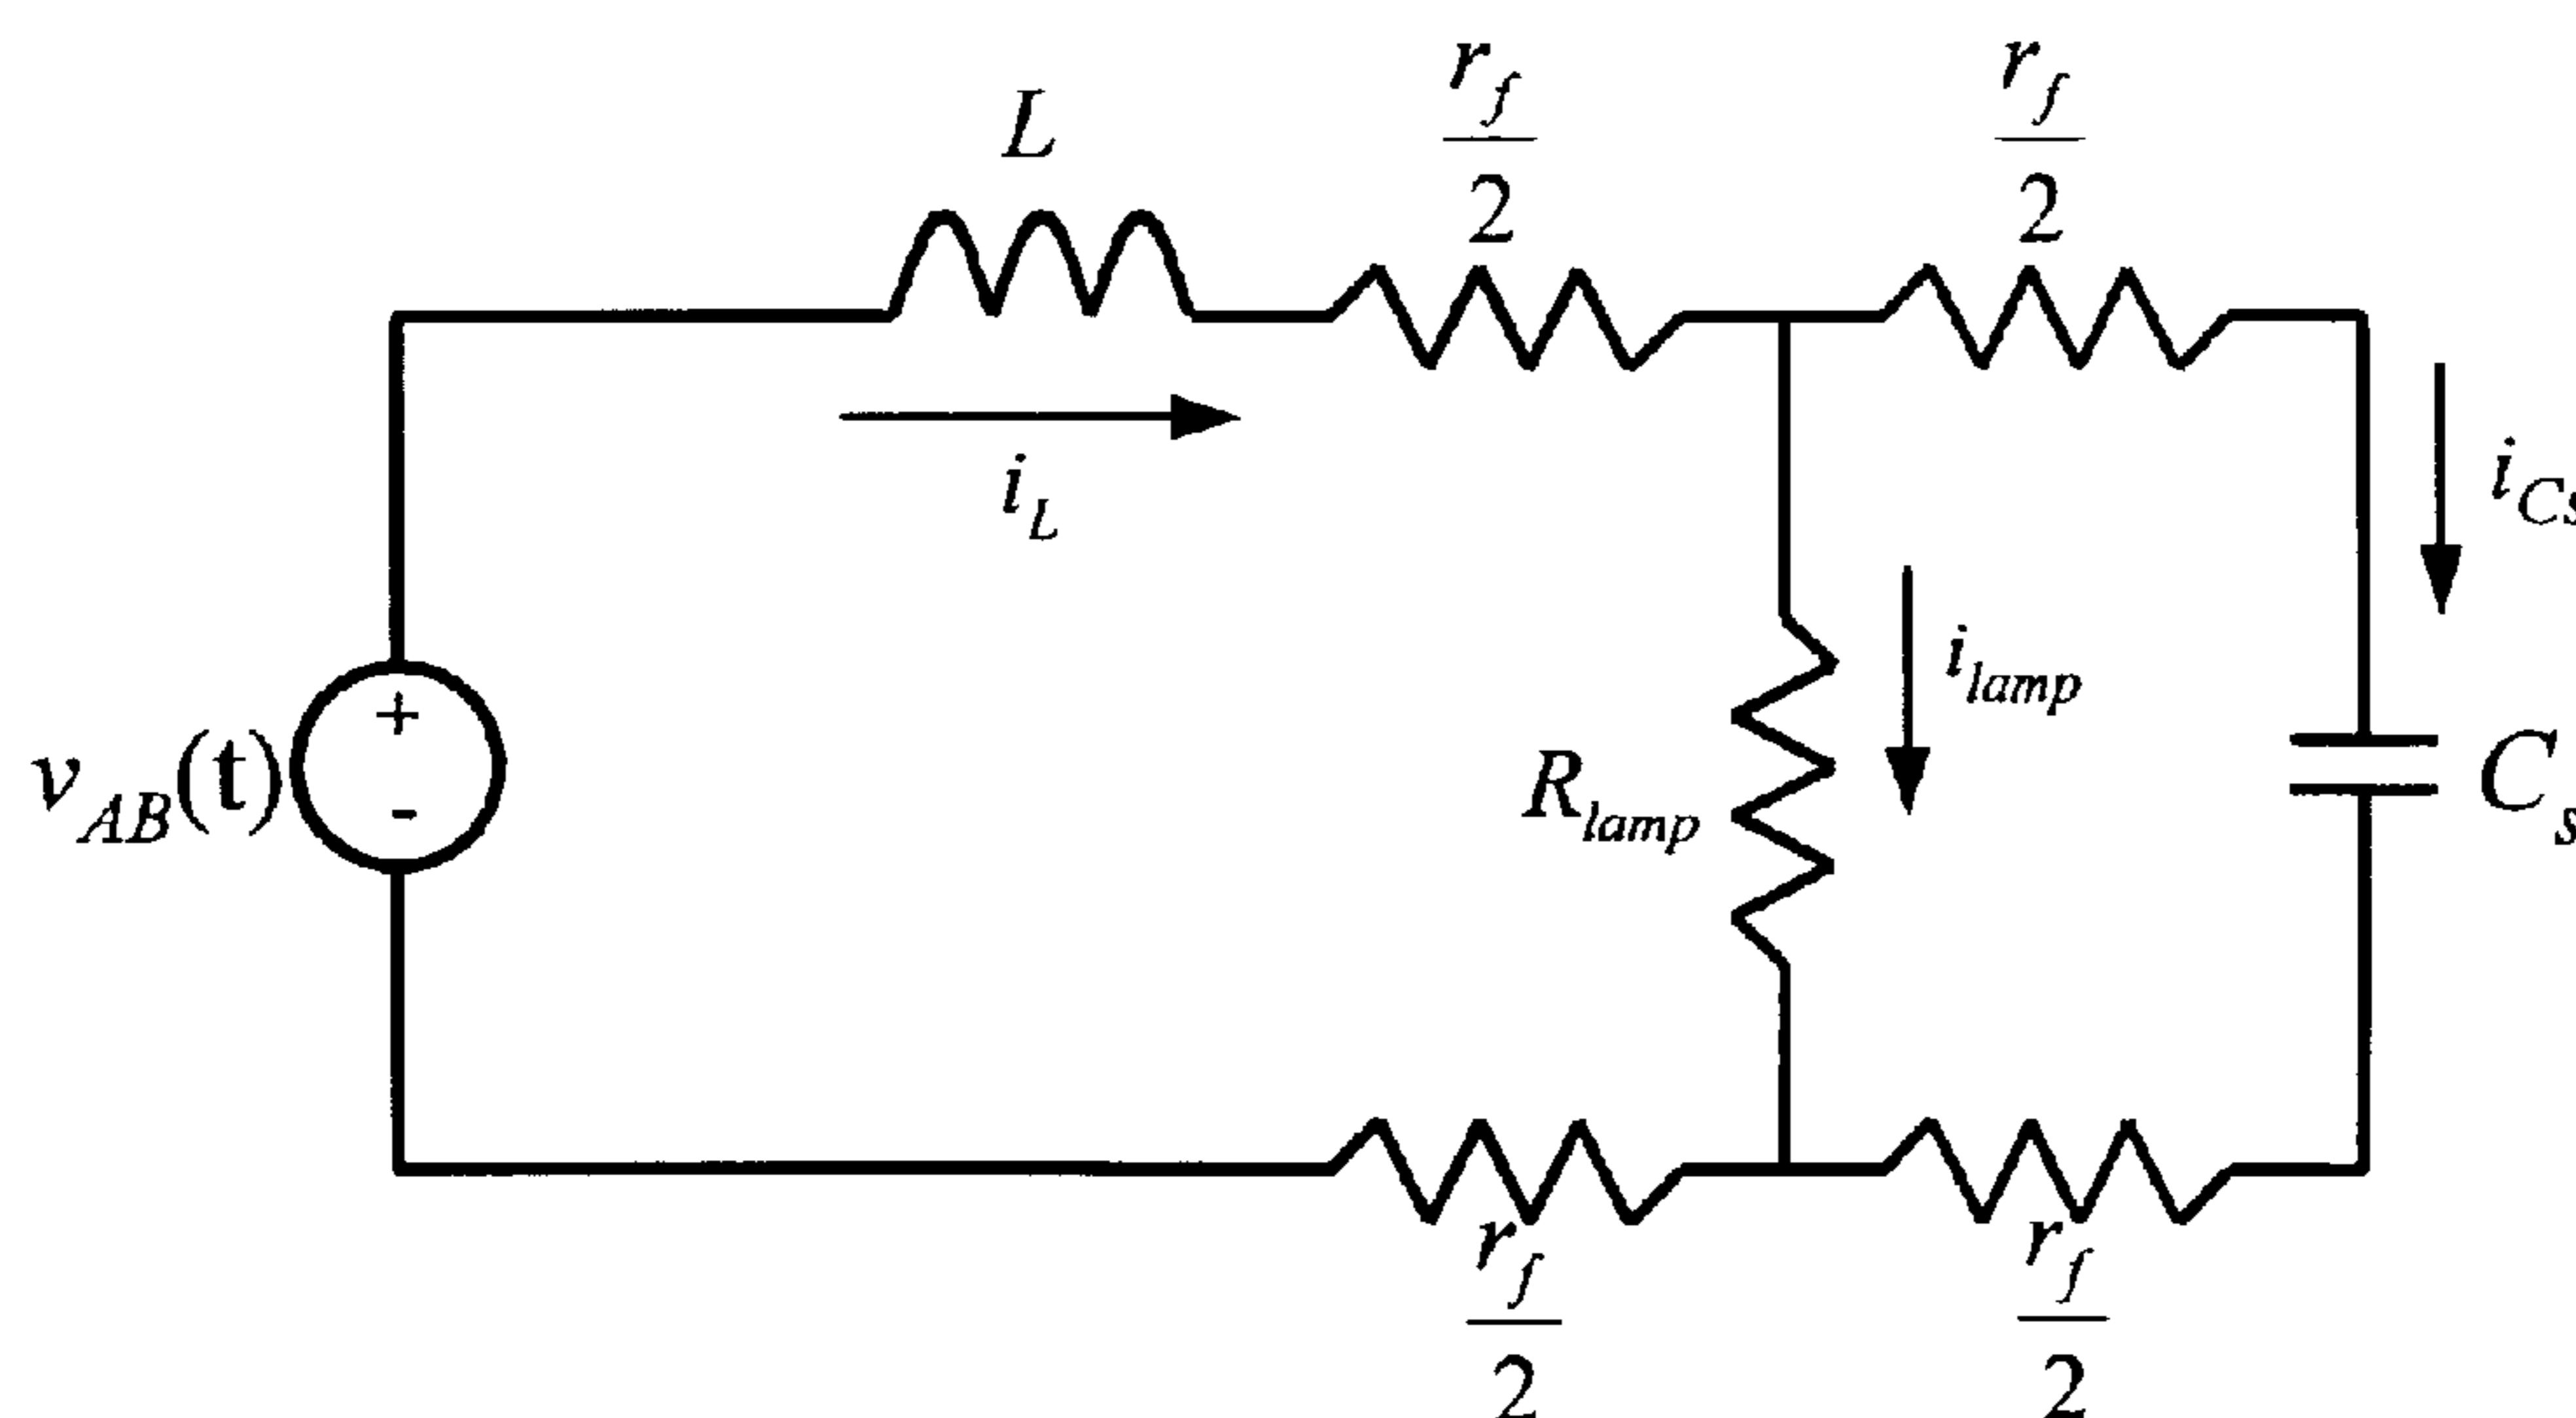 L
r_f/2
r_f/2
i_L
i_Cs
i_lamp
+
-
v_AB(t)
R_lamp
C_s
r_f/2
r_f/2